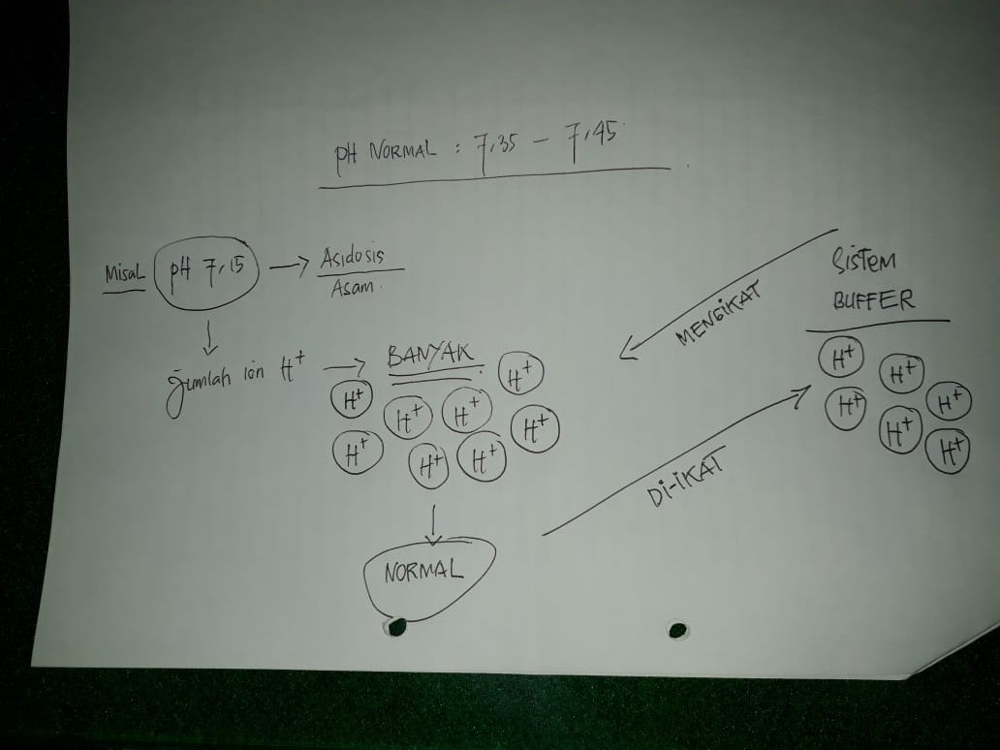 pH NORMAL : 7,35 – 7,45
Misal pH 7,15 → Asidosis
Asam.
Jumlah ion H+ → BANYAK
H+ H+ H+ H+
H+ H+ H+ H+
NORMAL
MENGIKAT
DI-IKAT
SISTEM
BUFFER
H+ H+ H+
H+ H+ H+